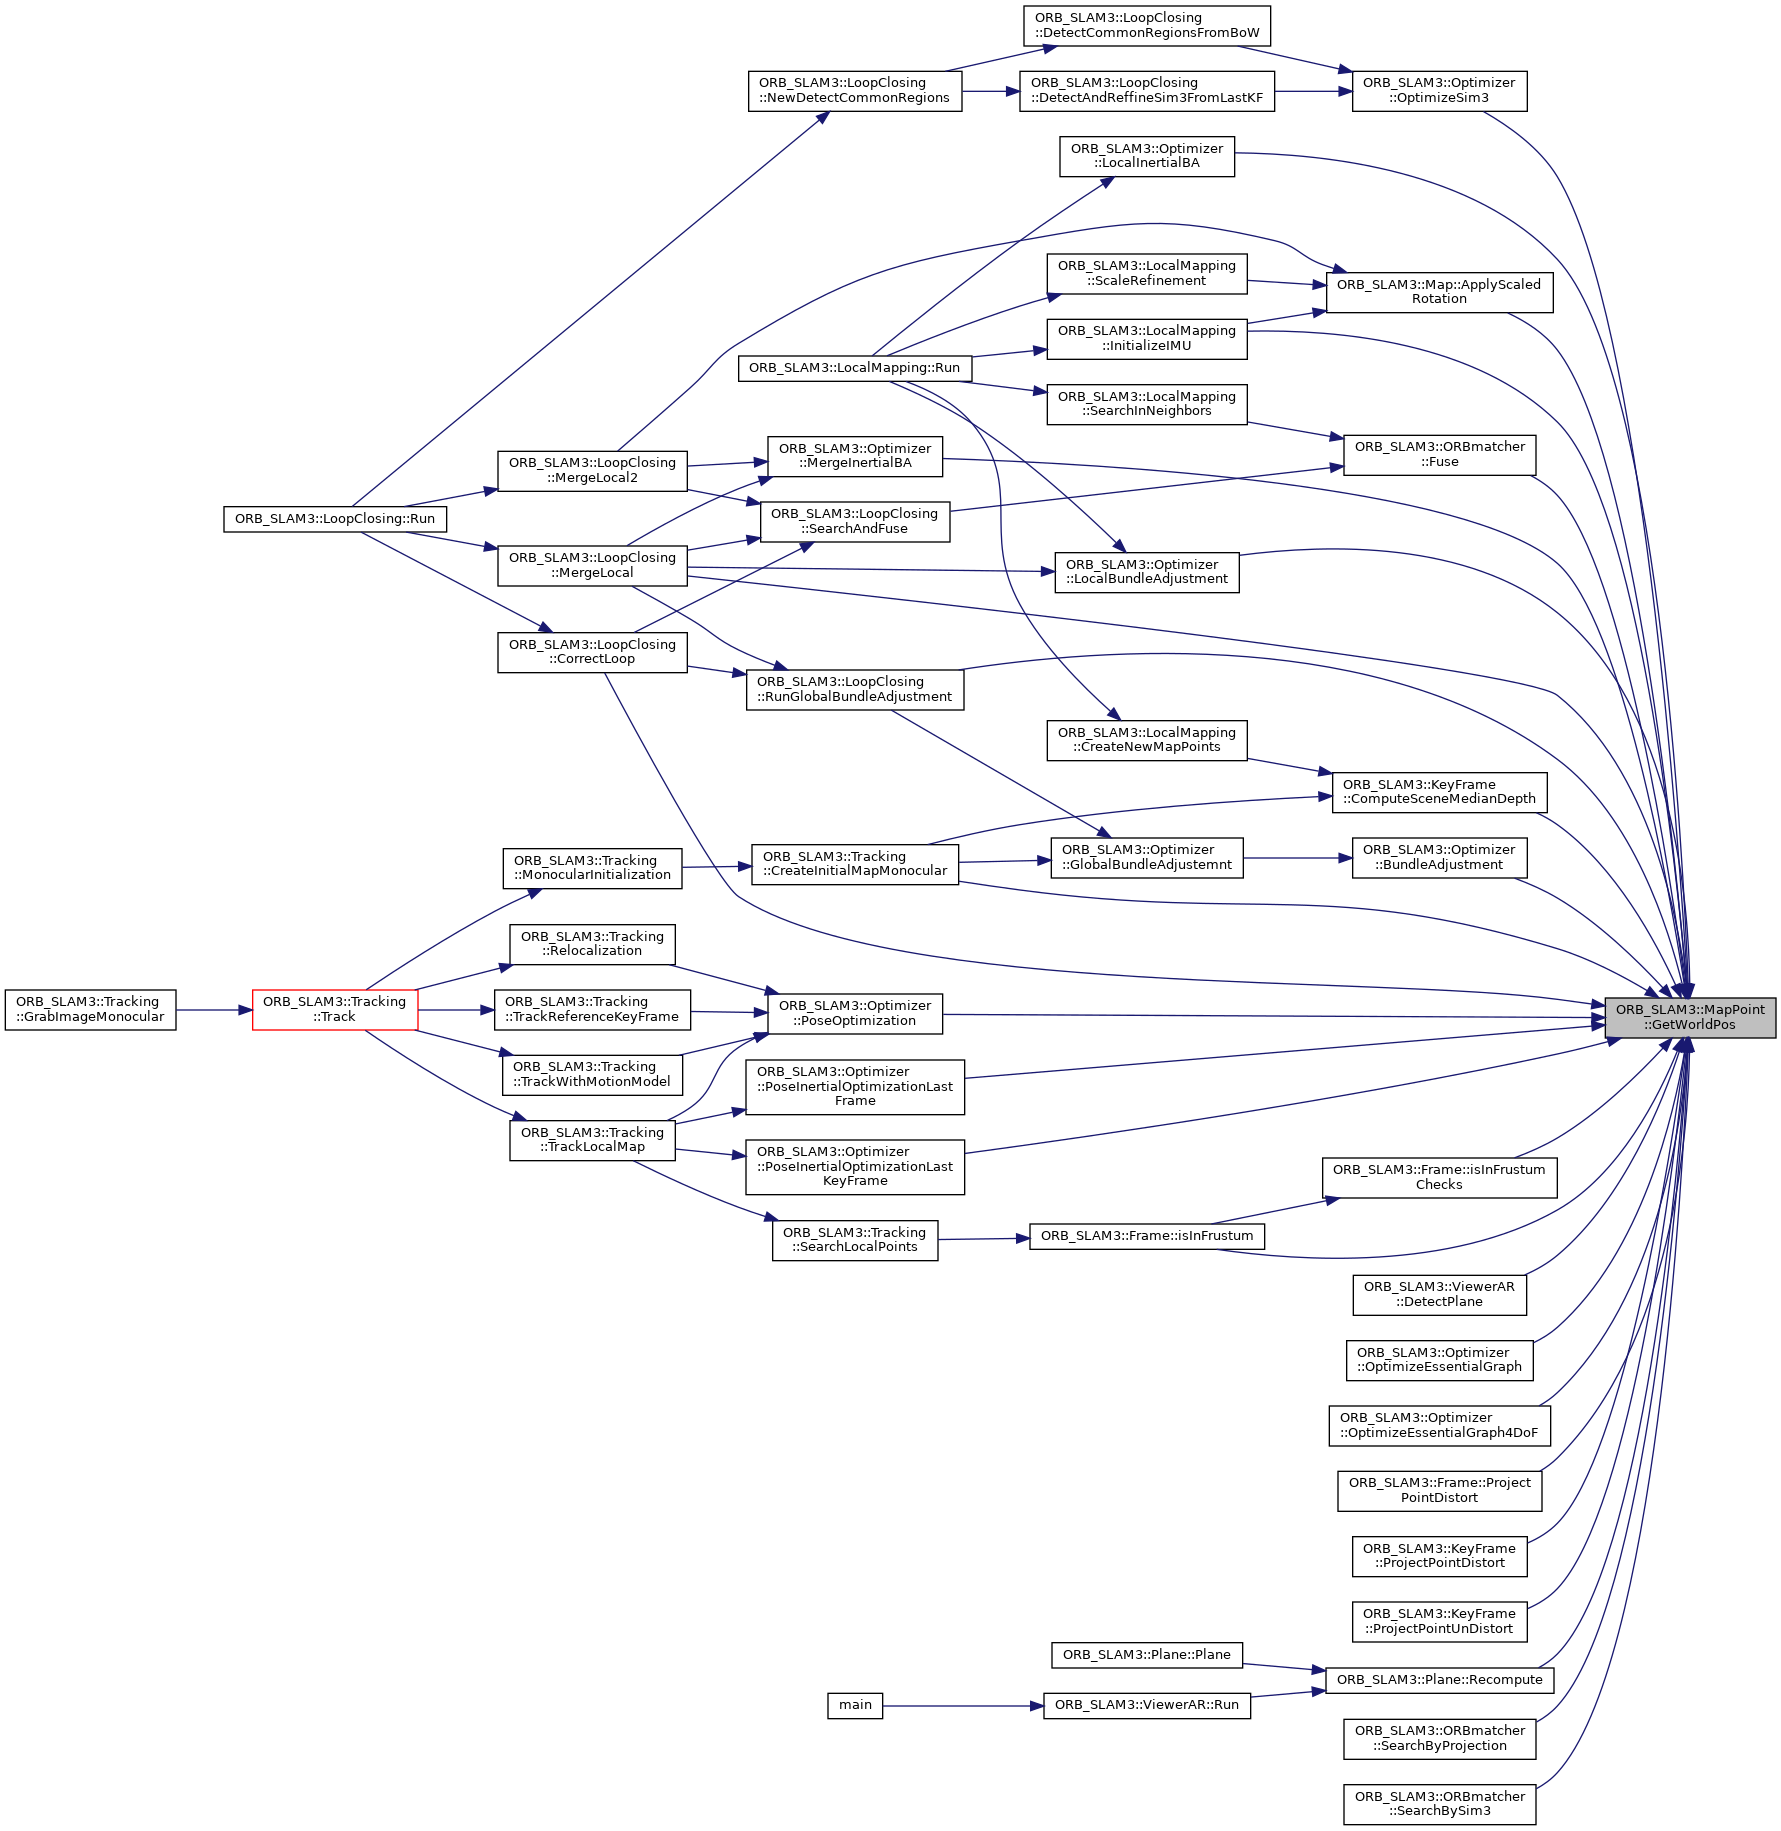 ORB_SLAM3::LoopClosing
::DetectCommonRegionsFromBoW
ORB_SLAM3::LoopClosing
::NewDetectCommonRegions
ORB_SLAM3::LoopClosing
::DetectAndReffineSim3FromLastKF
ORB_SLAM3::Optimizer
::OptimizeSim3
ORB_SLAM3::Optimizer
::LocalInertialBA
ORB_SLAM3::LocalMapping
::ScaleRefinement
ORB_SLAM3::Map::ApplyScaled
Rotation
ORB_SLAM3::LocalMapping
::InitializeIMU
ORB_SLAM3::LocalMapping::Run
ORB_SLAM3::LocalMapping
::SearchInNeighbors
ORB_SLAM3::Optimizer
::MergeInertialBA
ORB_SLAM3::ORBmatcher
::Fuse
ORB_SLAM3::LoopClosing
::MergeLocal2
ORB_SLAM3::LoopClosing::Run
ORB_SLAM3::LoopClosing
::SearchAndFuse
ORB_SLAM3::LoopClosing
::MergeLocal
ORB_SLAM3::Optimizer
::LocalBundleAdjustment
ORB_SLAM3::LoopClosing
::CorrectLoop
ORB_SLAM3::LoopClosing
::RunGlobalBundleAdjustment
ORB_SLAM3::LocalMapping
::CreateNewMapPoints
ORB_SLAM3::KeyFrame
::ComputeSceneMedianDepth
ORB_SLAM3::Tracking
::MonocularInitialization
ORB_SLAM3::Tracking
::CreateInitialMapMonocular
ORB_SLAM3::Optimizer
::GlobalBundleAdjustemnt
ORB_SLAM3::Optimizer
::BundleAdjustment
ORB_SLAM3::Tracking
::Relocalization
ORB_SLAM3::Tracking
::GrabImageMonocular
ORB_SLAM3::Tracking
::Track
ORB_SLAM3::Tracking
::TrackReferenceKeyFrame
ORB_SLAM3::Optimizer
::PoseOptimization
ORB_SLAM3::MapPoint
::GetWorldPos
ORB_SLAM3::Tracking
::TrackWithMotionModel
ORB_SLAM3::Optimizer
::PoseInertialOptimizationLast
Frame
ORB_SLAM3::Tracking
::TrackLocalMap
ORB_SLAM3::Optimizer
::PoseInertialOptimizationLast
KeyFrame
ORB_SLAM3::Frame::isInFrustum
Checks
ORB_SLAM3::Tracking
::SearchLocalPoints
ORB_SLAM3::Frame::isInFrustum
ORB_SLAM3::ViewerAR
::DetectPlane
ORB_SLAM3::Optimizer
::OptimizeEssentialGraph
ORB_SLAM3::Optimizer
::OptimizeEssentialGraph4DoF
ORB_SLAM3::Frame::Project
PointDistort
ORB_SLAM3::KeyFrame
::ProjectPointDistort
ORB_SLAM3::KeyFrame
::ProjectPointUnDistort
ORB_SLAM3::Plane::Plane
ORB_SLAM3::Plane::Recompute
main
ORB_SLAM3::ViewerAR::Run
ORB_SLAM3::ORBmatcher
::SearchByProjection
ORB_SLAM3::ORBmatcher
::SearchBySim3